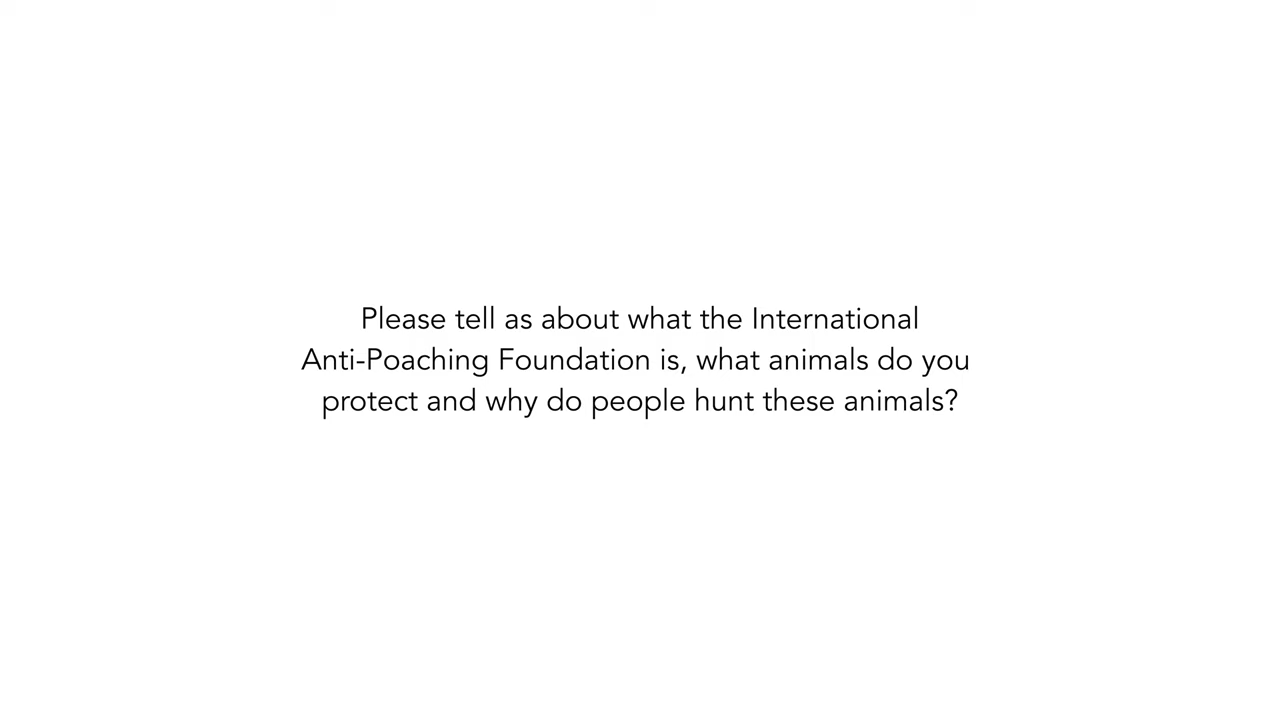 Please tell as about what the International
Anti-Poaching Foundation is, what animals do you
protect and why do people hunt these animals?